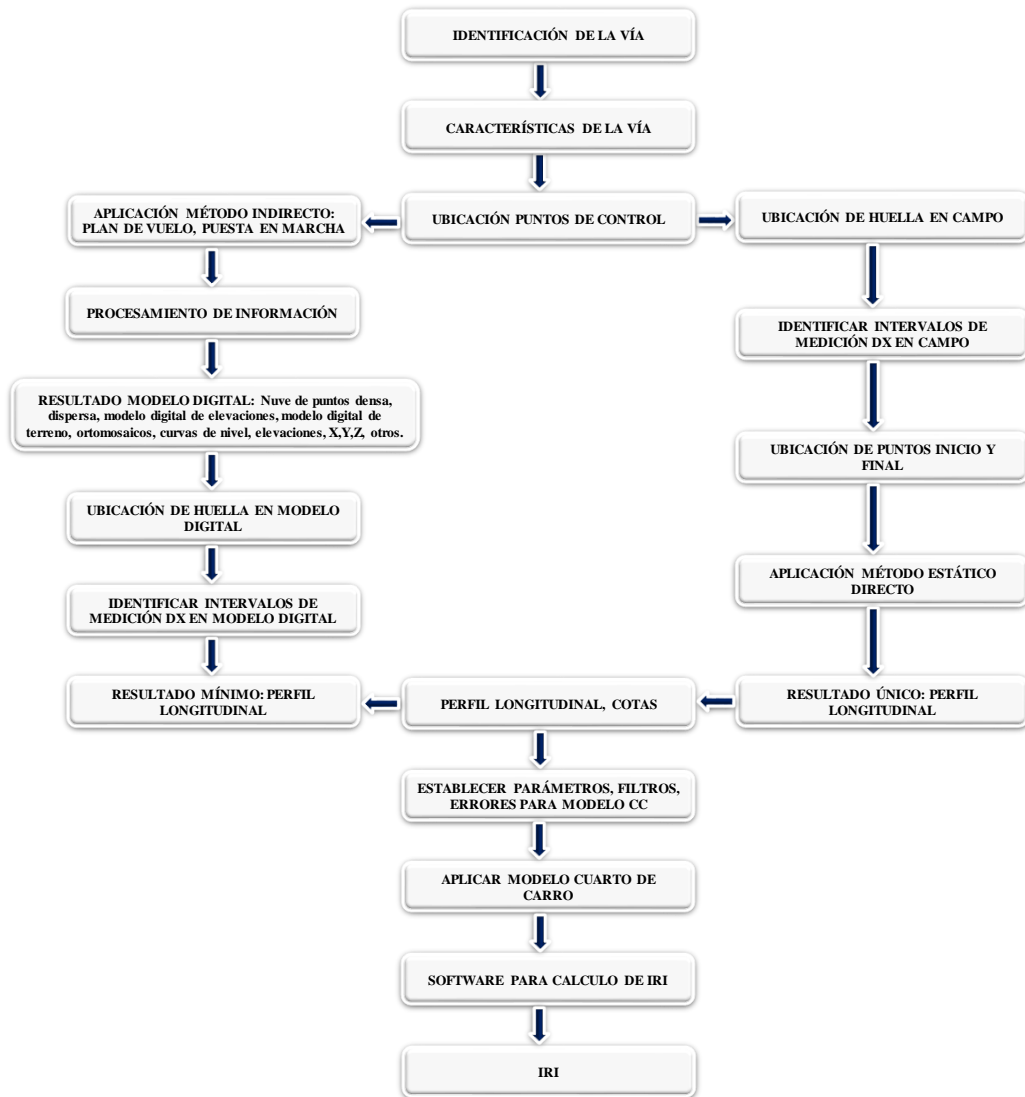 IDENTIFICACIÓN DE LA VÍA
CARACTERÍSTICAS DE LA VÍA
APLICACIÓN MÉTODO INDIRECTO:
PLAN DE VUELO, PUESTA EN MARCHA
UBICACIÓN PUNTOS DE CONTROL
UBICACIÓN DE HUELLA EN CAMPO
PROCESAMIENTO DE INFORMACIÓN
IDENTIFICAR INTERVALOS DE
MEDICIÓN DX EN CAMPO
RESULTADO MODELO DIGITAL: Nuve de puntos densa,
dispersa, modelo digital de elevaciones, modelo digital de
terreno, ortomosaicos, curvas de nivel, elevaciones, X,Y,Z, otros.
UBICACIÓN DE PUNTOS INICIO Y
FINAL
UBICACIÓN DE HUELLA EN MODELO
DIGITAL
APLICACIÓN MÉTODO ESTÁTICO
DIRECTO
IDENTIFICAR INTERVALOS DE
MEDICIÓN DX EN MODELO DIGITAL
RESULTADO MÍNIMO: PERFIL
LONGITUDINAL
PERFIL LONGITUDINAL, COTAS
RESULTADO ÚNICO: PERFIL
LONGITUDINAL
ESTABLECER PARÁMETROS, FILTROS,
ERRORES PARA MODELO CC
APLICAR MODELO CUARTO DE
CARRO
SOFTWARE PARA CALCULO DE IRI
IRI